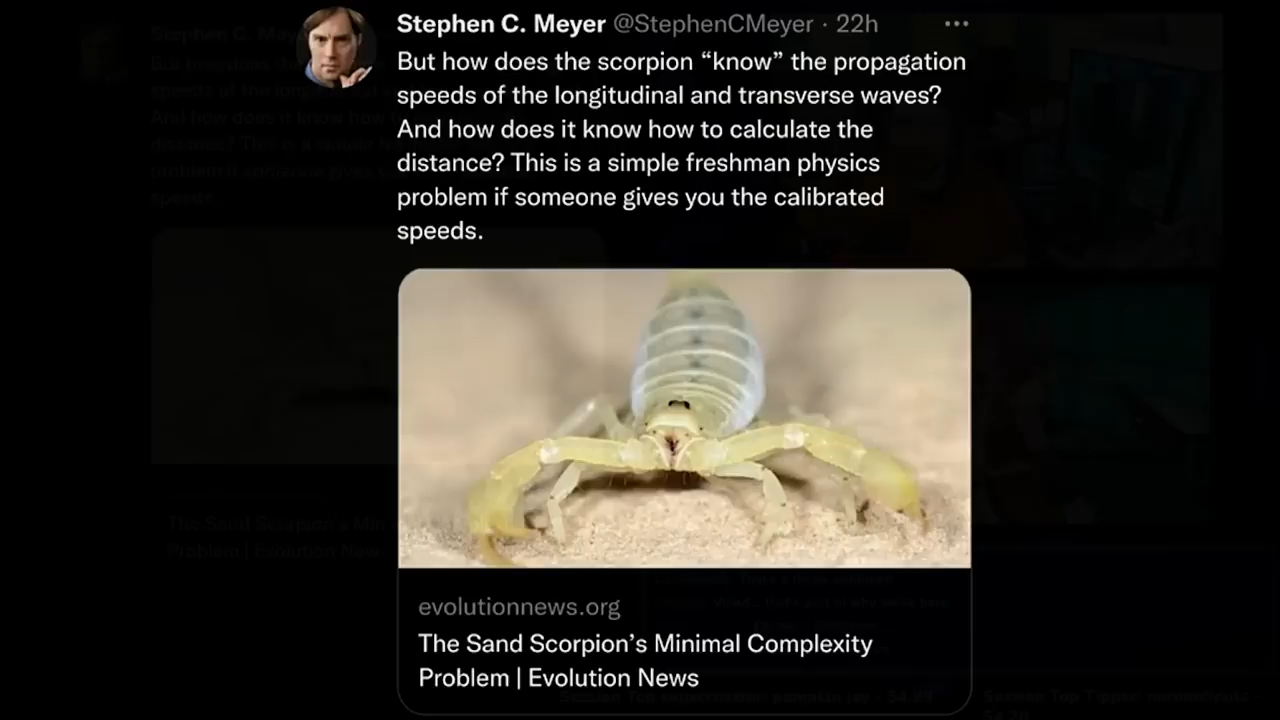 Stephen C. Meyer @StephenCMeyer · 22h
But how does the scorpion “know” the propagation
speeds of the longitudinal and transverse waves?
And how does it know how to calculate the
distance? This is a simple freshman physics
problem if someone gives you the calibrated
speeds.
evolutionnews.org
The Sand Scorpion’s Minimal Complexity
Problem | Evolution News